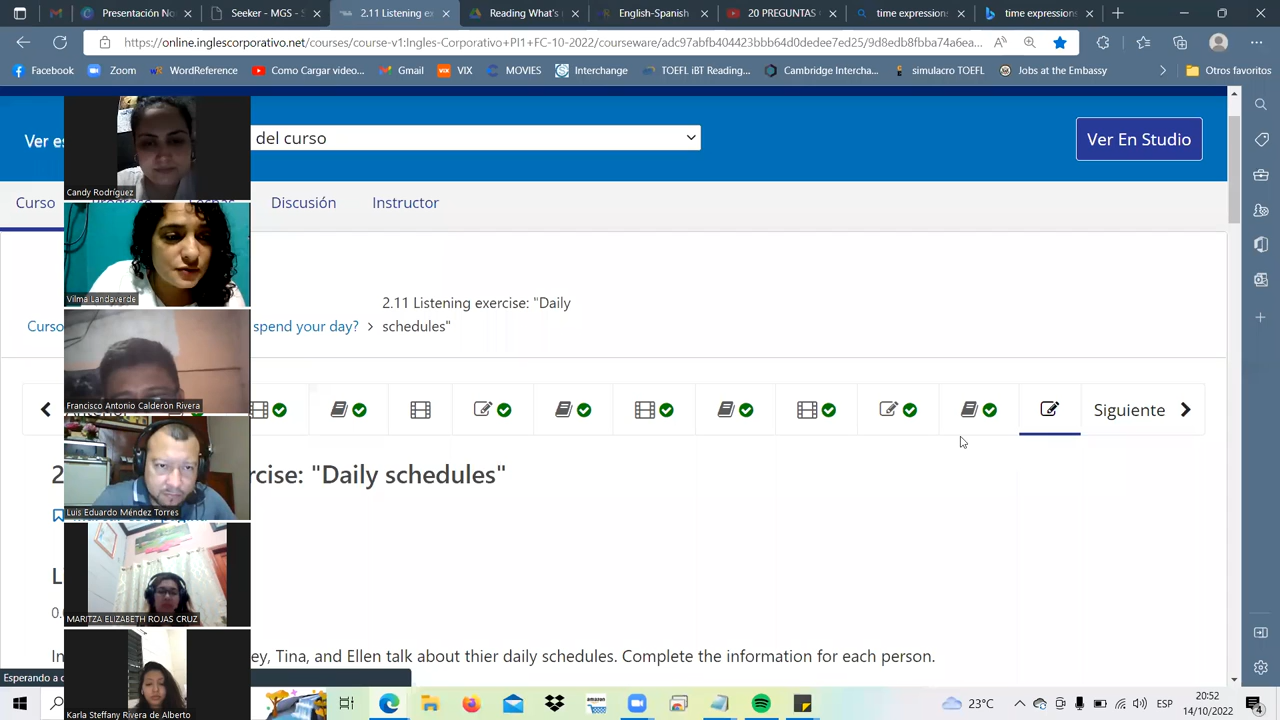 Seeker - MGS - S
2.11 Listening e
Reading What's
English-Spanish
20 PREGUNTAS
time expression
time expression
https://online.inglescorporativo.net/courses/course-v1:Ingles-Corporativo+PI1+FC-10-2022/courseware/adc97abfb404423bbb64d0dedee7ed25/9d8edb8fbba74a6ea...
Facebook
Zoom
WordReference
Como Cargar video...
Gmail
VIX
MOVIES
Interchange
TOEFL iBT Reading...
Cambridge Intercha...
simulacro TOEFL
Jobs at the Embassy
Otros favoritos
Ver es
del curso
Ver En Studio
Candy Rodríguez
Curso
Discusión
Instructor
Vilma Landaverde
2.11 Listening exercise: "Daily
Curso
spend your day?
schedules"
Francisco Antonio Calderón Rivera
Siguiente
2
cise: "Daily schedules"
Luis Eduardo Méndez Torres
L
0.
MARITZA ELIZABETH ROJAS CRUZ
In
ey, Tina, and Ellen talk about thier daily schedules. Complete the information for each person.
Esperando a
Karla Steffany Rivera de Alberto
amazon
23°C
ESP
20:52
14/10/2022
4